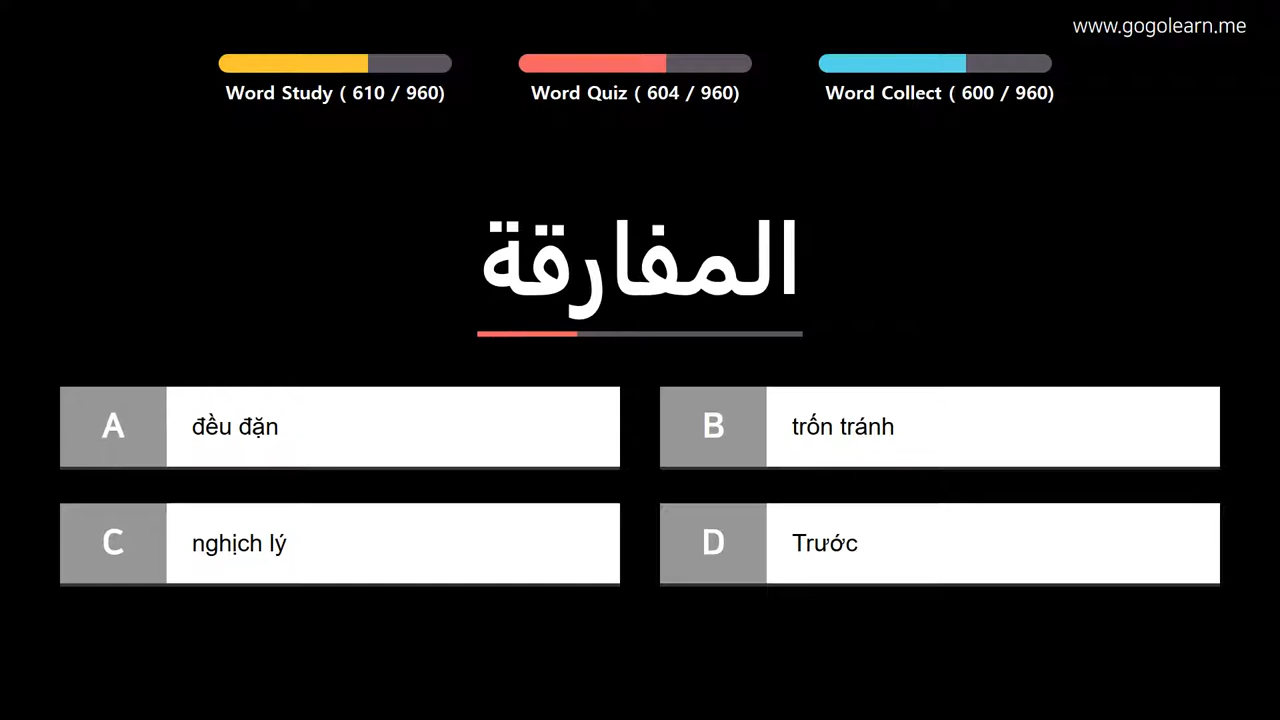 www.gogolearn.me
Word Study ( 610 / 960)
Word Quiz ( 604 / 960)
Word Collect ( 600 / 960)
المفارقة
A đều đặn
B trốn tránh
C nghịch lý
D Trước